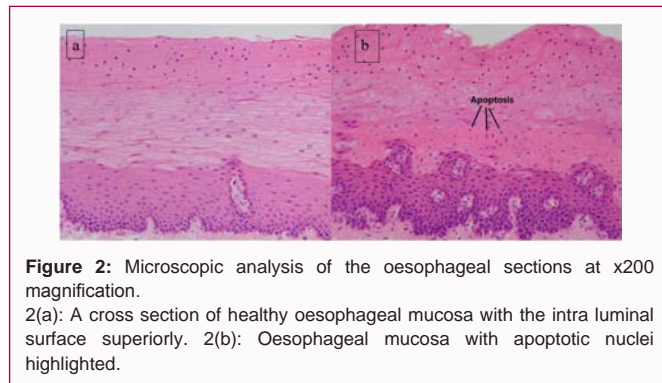 a
b
Apoptosis
Figure 2: Microscopic analysis of the oesophageal sections at x200
magnification.
2(a): A cross section of healthy oesophageal mucosa with the intra luminal
surface superiorly. 2(b): Oesophageal mucosa with apoptotic nuclei
highlighted.